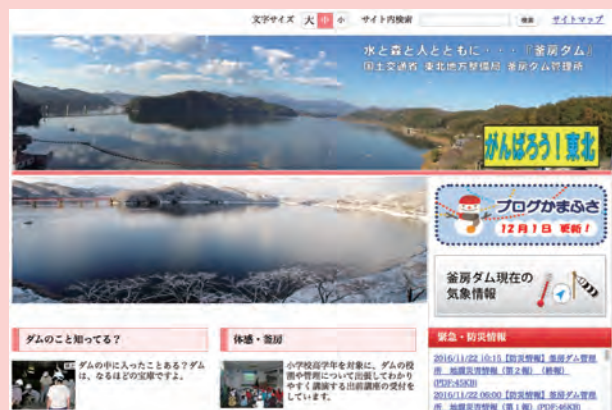 文字サイズ 大 中 小 サイト内検索 検索 サイトマップ
水と森と人とともに・・・『釜房ダム』
国土交通省 東北地方整備局 釜房ダム管理所
がんばろう!東北
ブログかまふさ
12月1日 更新!
釜房ダム現在の
気象情報
ダムのこと知ってる?
ダムの中に入ったことある?ダム
は、なるほどの宝庫ですよ。
体感・釜房
小学校高学年を対象に、ダムの役
割や管理について出張してわかり
やすく講演する出前講座の受付を
しています。
緊急・防災情報
2016/11/22 10:15【防災情報】釜房ダム管理
所 地震災害情報(第2報)(終報)
(PDF:45KB)
2016/11/22 06:00【防災情報】釜房ダム管理
所 地震災害情報(第1報)(PDF:46KB)